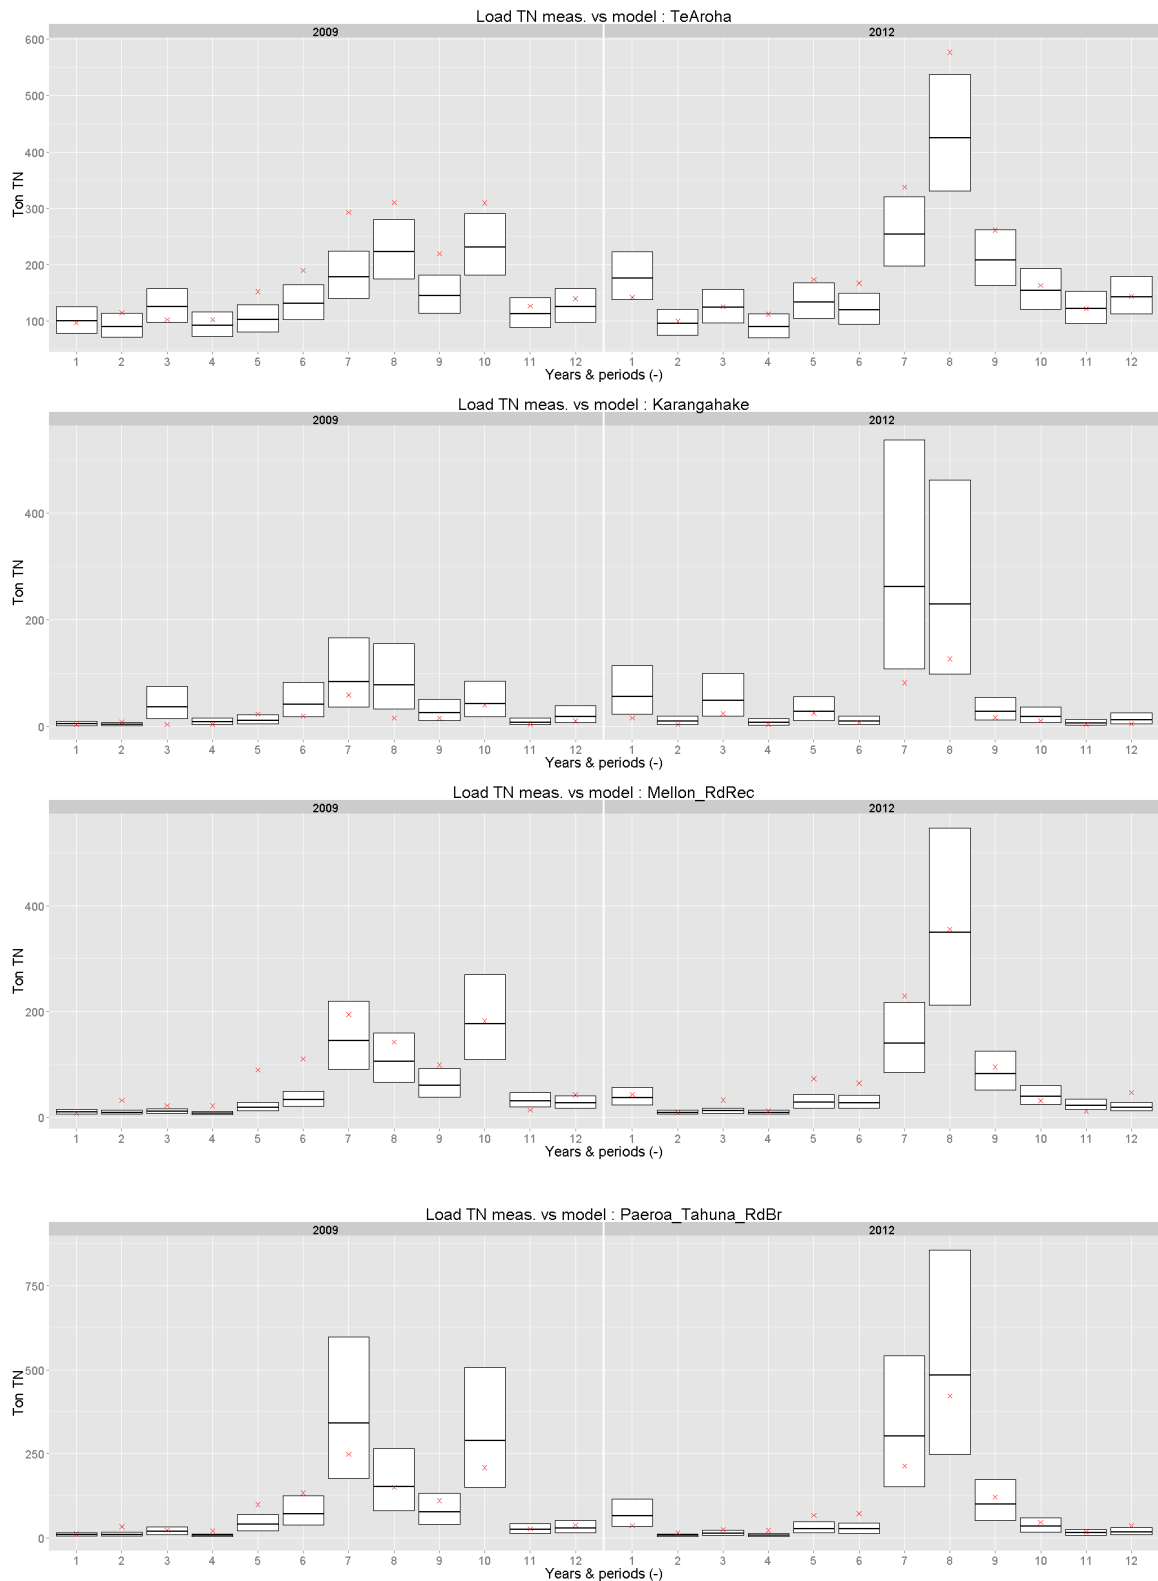 Load TN meas. vs model : TeAroha
2009 2012
600
500
400
300
200
100
Ton TN
1 2 3 4 5 6 7 8 9 10 11 12 1 2 3 4 5 6 7 8 9 10 11 12
Years & periods (-)
Load TN meas. vs model : Karangahake
2009 2012
400
200
0
Ton TN
1 2 3 4 5 6 7 8 9 10 11 12 1 2 3 4 5 6 7 8 9 10 11 12
Years & periods (-)
Load TN meas. vs model : Mellon_RdRec
2009 2012
400
200
0
Ton TN
1 2 3 4 5 6 7 8 9 10 11 12 1 2 3 4 5 6 7 8 9 10 11 12
Years & periods (-)
Load TN meas. vs model : Paeroa_Tahuna_RdBr
2009 2012
750
500
250
0
Ton TN
1 2 3 4 5 6 7 8 9 10 11 12 1 2 3 4 5 6 7 8 9 10 11 12
Years & periods (-)